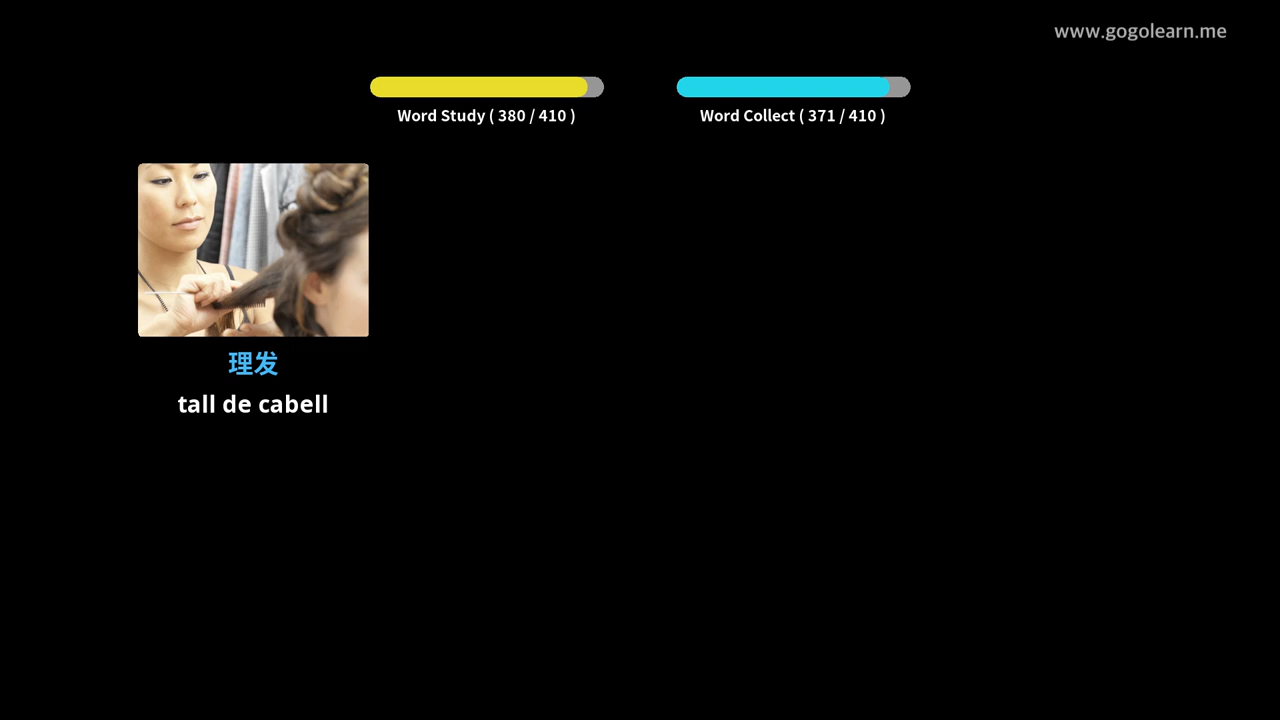 www.gogolearn.me
Word Study ( 380 / 410 )
Word Collect ( 371 / 410 )
理发
tall de cabell